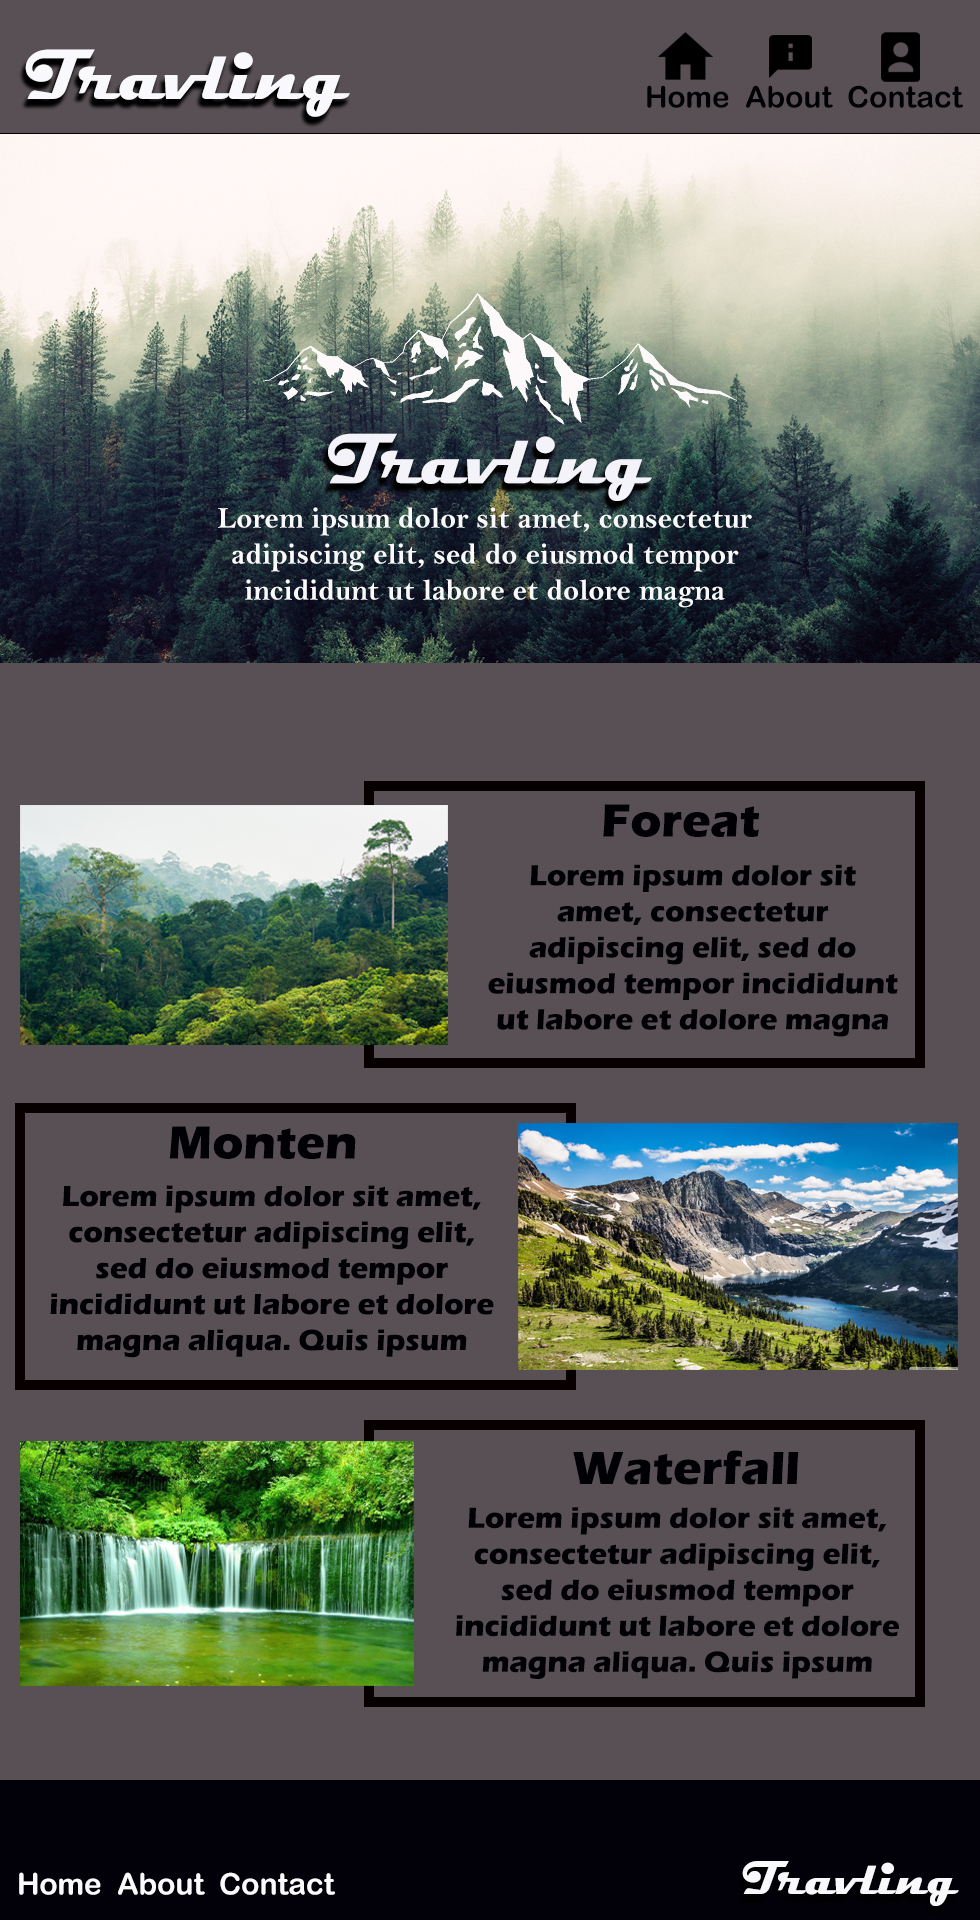 Travling
Home About Contact
Travling
Lorem ipsum dolor sit amet, consectetur
adipiscing elit, sed do eiusmod tempor
incididunt ut labore et dolore magna
Foreat
Lorem ipsum dolor sit
amet, consectetur
adipiscing elit, sed do
eiusmod tempor incididunt
ut labore et dolore magna
Monten
Lorem ipsum dolor sit amet,
consectetur adipiscing elit,
sed do eiusmod tempor
incididunt ut labore et dolore
magna aliqua. Quis ipsum
Waterfall
Lorem ipsum dolor sit amet,
consectetur adipiscing elit,
sed do eiusmod tempor
incididunt ut labore et dolore
magna aliqua. Quis ipsum
Home About Contact
Travling